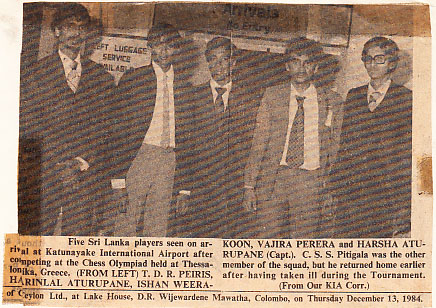 Arrivals
No Entry
LEFT LUGGAGE
SERVICE
AVAILABLE
Five Sri Lanka players seen on ar-
rival at Katunayake International Airport after
competing at the Chess Olympiad held at Thessa-
lonika, Greece. (FROM LEFT) T. D. R. PEIRIS,
HARINLAL ATURUPANE, ISHAN WEERA-
KOON, VAJIRA PERERA and HARSHA ATU-
RUPANE (Capt.). C. S. S. Pitigala was the other
member of the squad, but he returned home earlier
after having taken ill during the Tournament.
(From Our KIA Corr.)
of Ceylon Ltd., at Lake House, D.R. Wijewardene Mawatha, Colombo, on Thursday December 13, 1984.